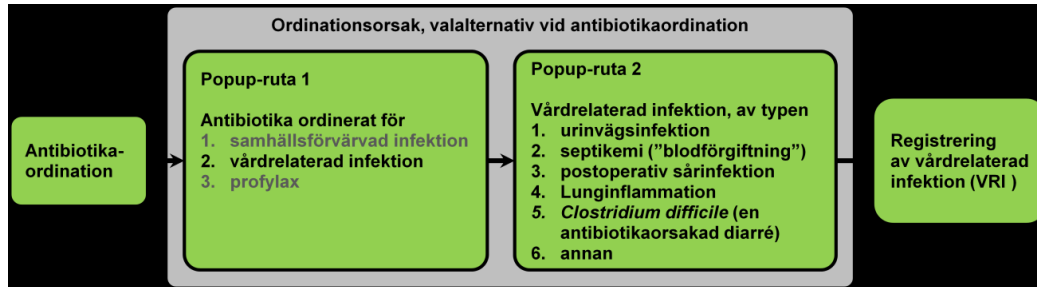 Ordinationsorsak, valalternativ vid antibiotikaordination
Antibiotika-
ordination
Popup-ruta 1
Antibiotika ordinerat för
1. samhällsförvärvad infektion
2. vårdrelaterad infektion
3. profylax
Popup-ruta 2
Vårdrelaterad infektion, av typen
1. urinvägsinfektion
2. septikemi (”blodförgiftning”)
3. postoperativ sårinfektion
4. Lunginflammation
5. Clostridium difficile (en
antibiotikaorsakad diarré)
6. annan
Registrering
av vårdrelaterad
infektion (VRI )